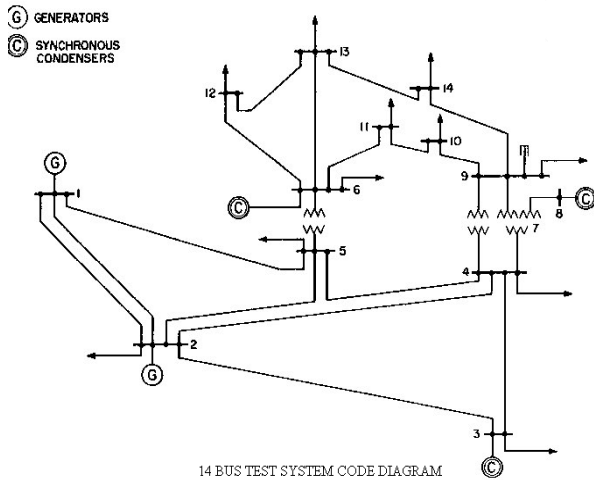 G GENERATORS
C SYNCHRONOUS
CONDENSERS
13
14
12
11
10
9
G
1
C
6
C
8
7
5
4
2
G
3
C
14 BUS TEST SYSTEM CODE DIAGRAM